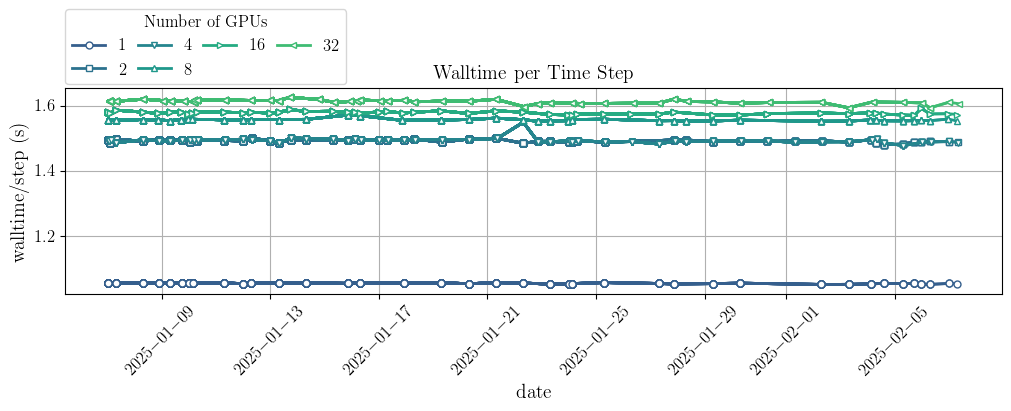 Number of GPUs
1 4 16 32
2 8
Walltime per Time Step
1.6
1.4
1.2
walltime/step (s)
2025−01−09 2025−01−13 2025−01−17 2025−01−21 2025−01−25 2025−01−29 2025−02−01 2025−02−05
date